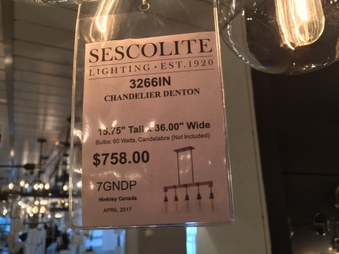 SESCOLITE
LIGHTING · EST.1920
3266IN
CHANDELIER DENTON
15.75" Tall x 36.00" Wide
Bulbs: 60 Watts, Candelabra (Not Included)
$758.00
7GNDP
Hinkley Canada
APRIL 2017